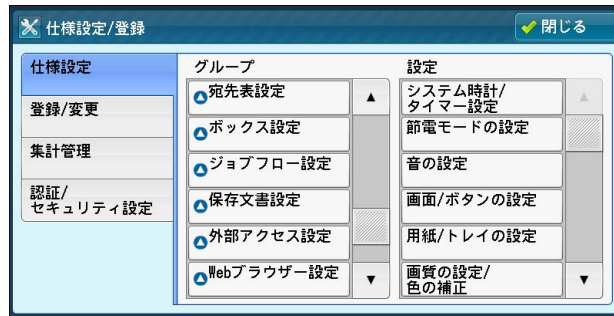 仕様設定/登録
閉じる
仕様設定
登録/変更
集計管理
認証/
セキュリティ設定
グループ
宛先表設定
ボックス設定
ジョブフロー設定
保存文書設定
外部アクセス設定
Webブラウザー設定
設定
システム時計/
タイマー設定
節電モードの設定
音の設定
画面/ボタンの設定
用紙/トレイの設定
画質の設定/
色の補正